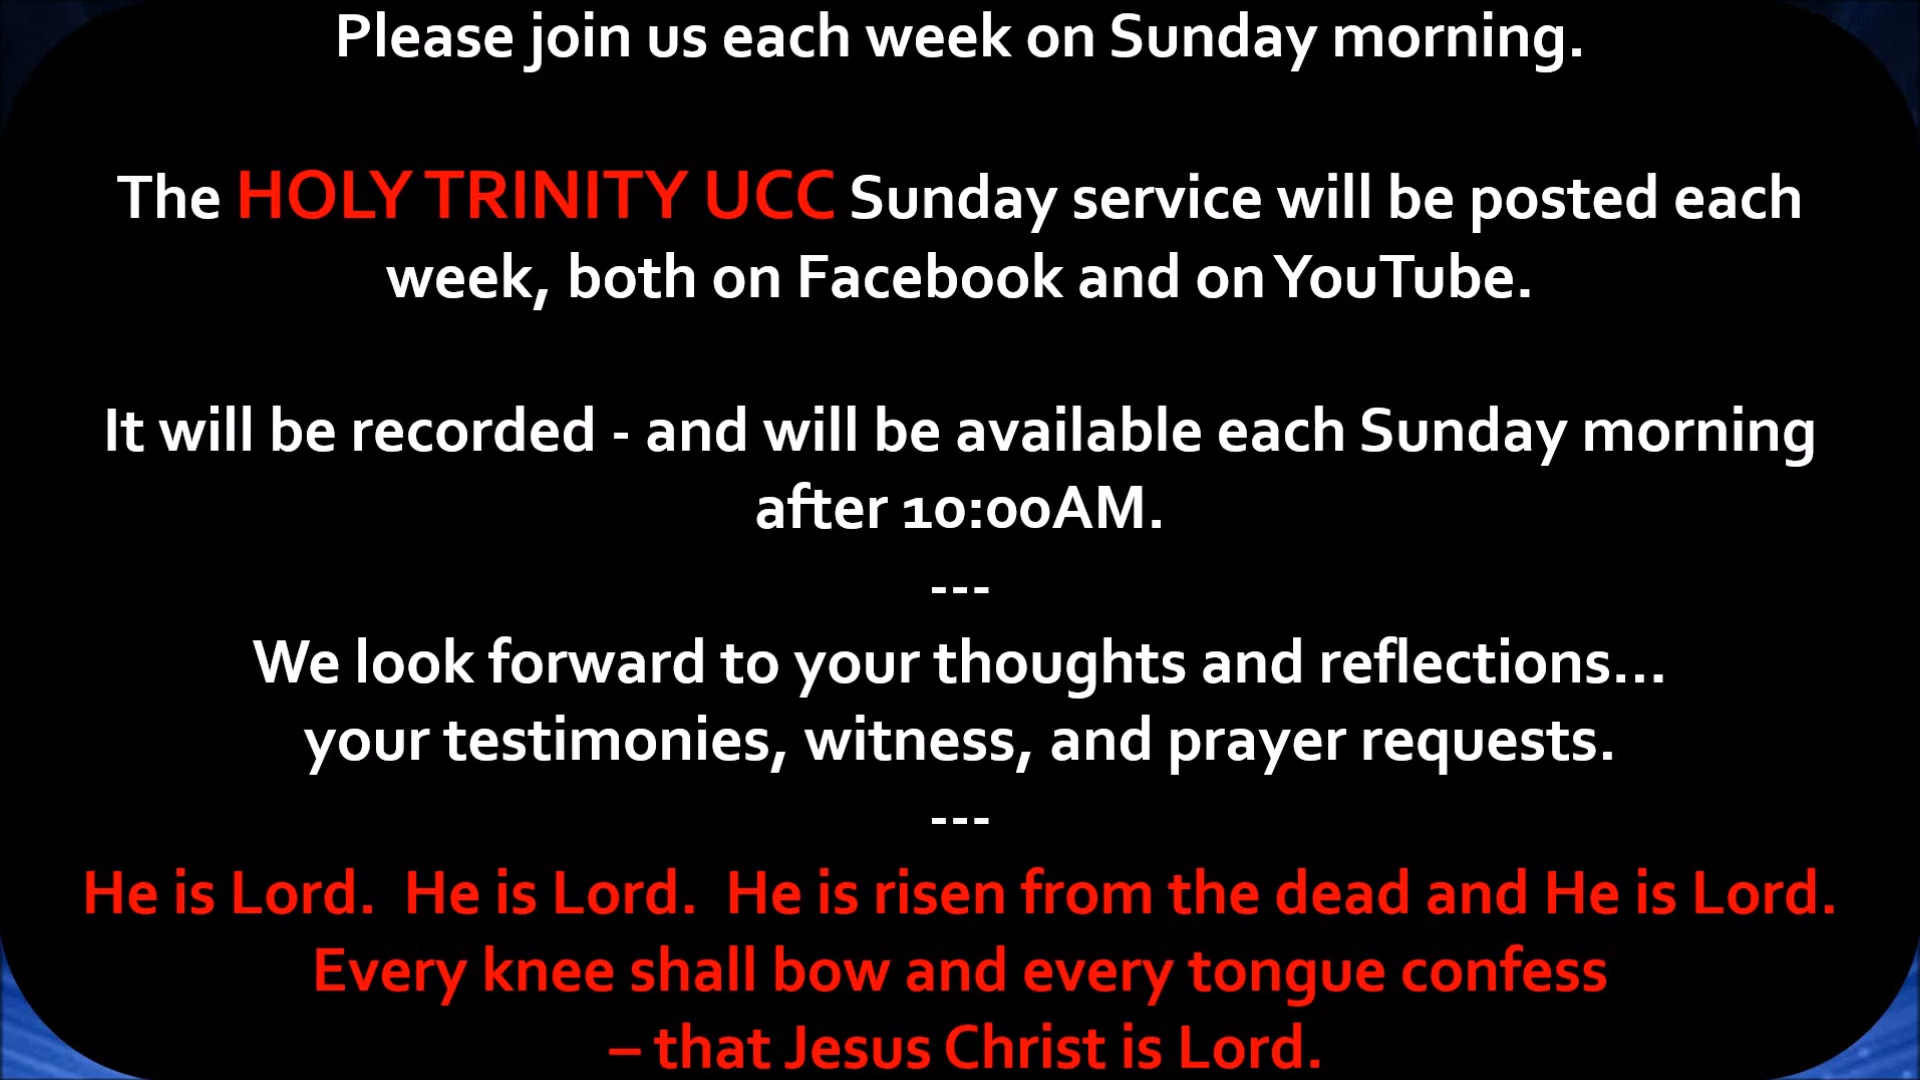 Please join us each week on Sunday morning.
The HOLY TRINITY UCC Sunday service will be posted each
week, both on Facebook and on YouTube.
It will be recorded - and will be available each Sunday morning
after 10:00AM.
---
We look forward to your thoughts and reflections...
your testimonies, witness, and prayer requests.
---
He is Lord.  He is Lord.  He is risen from the dead and He is Lord.
Every knee shall bow and every tongue confess
– that Jesus Christ is Lord.